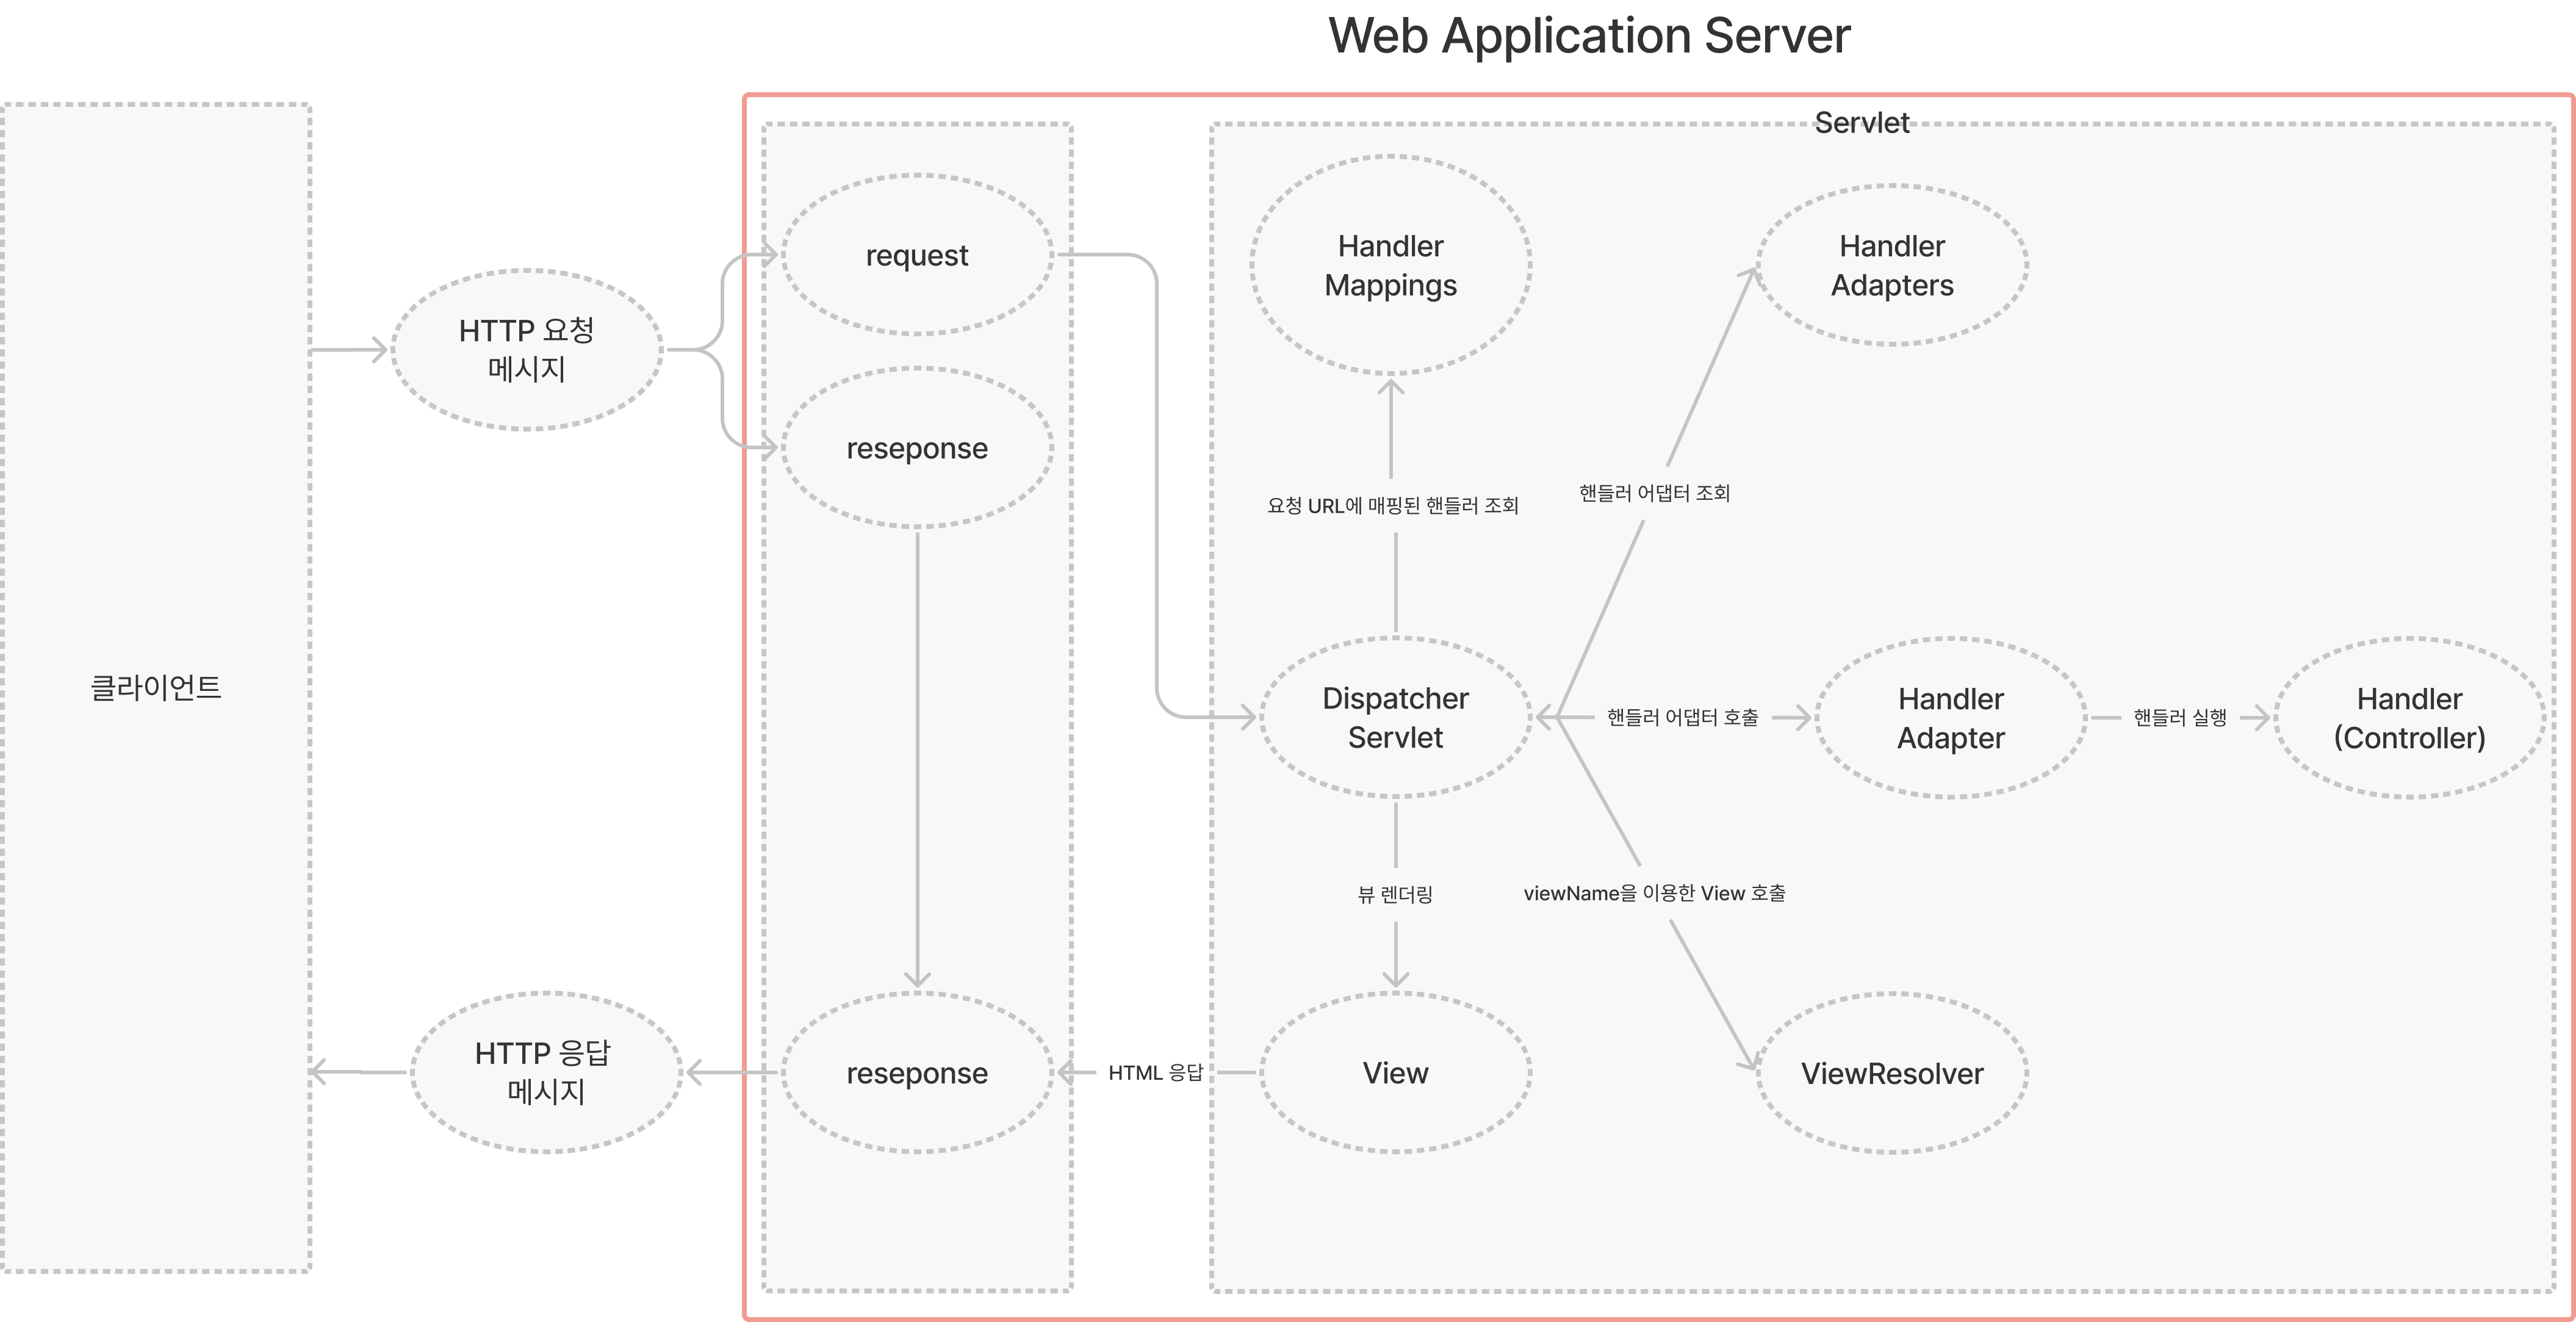 Web Application Server
Servlet
클라이언트
HTTP 요청
메시지
request
reseponse
Handler
Mappings
Handler
Adapters
요청 URL에 매핑된 핸들러 조회
핸들러 어댑터 조회
Dispatcher
Servlet
핸들러 어댑터 호출
Handler
Adapter
핸들러 실행
Handler
(Controller)
뷰 렌더링
viewName을 이용한 View 호출
HTTP 응답
메시지
reseponse
HTML 응답
View
ViewResolver